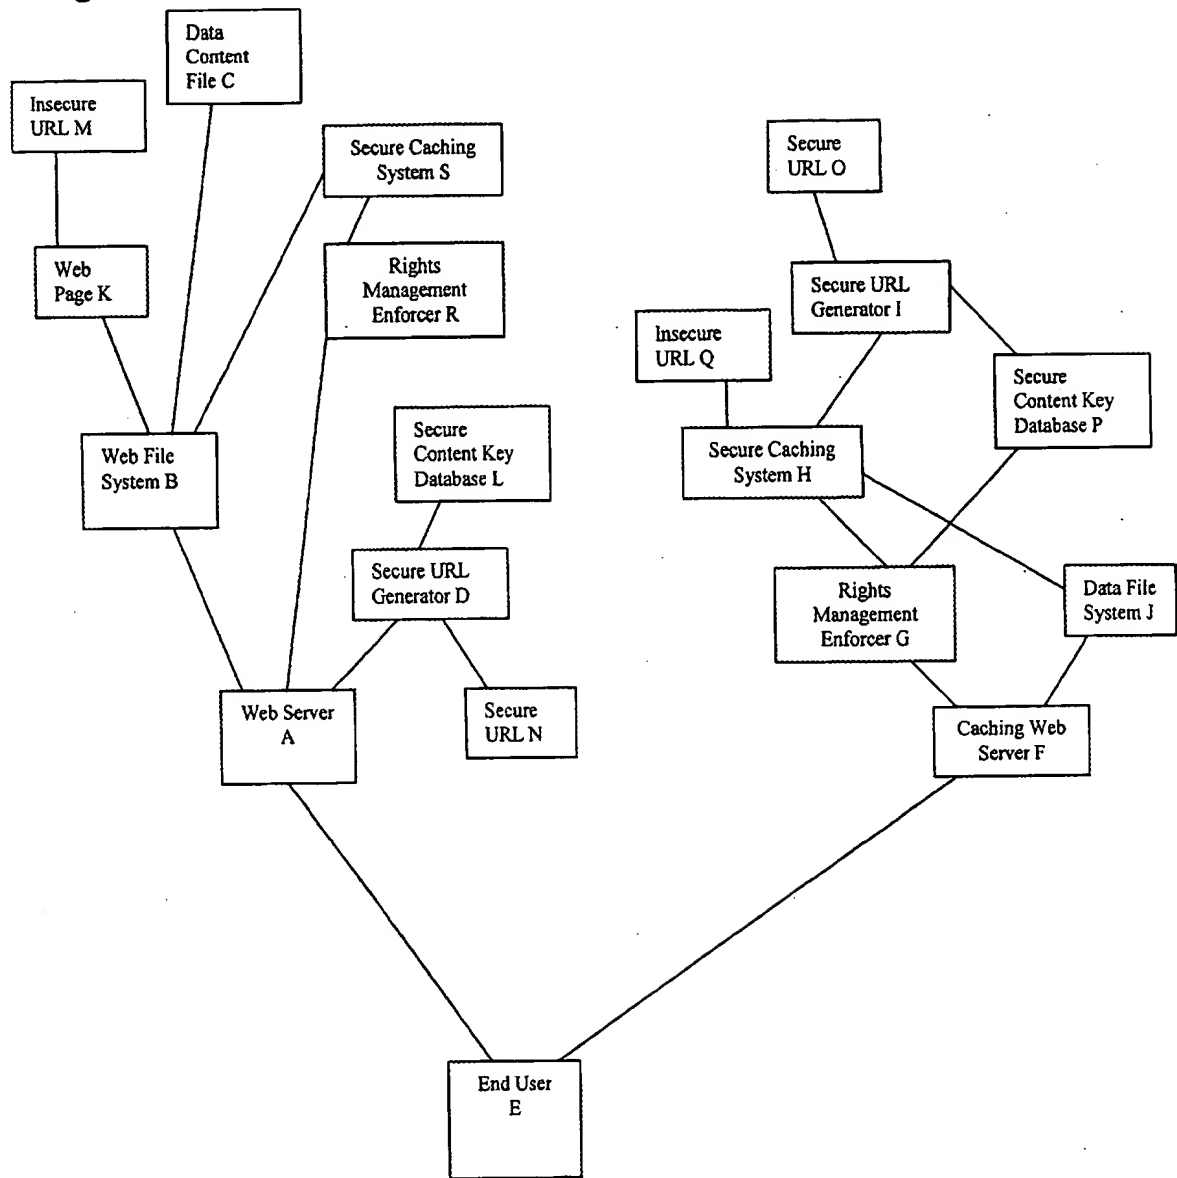 Data
Content
File C
Insecure
URL M
Secure Caching
System S
Secure
URL O
Web
Page K
Rights
Management
Enforcer R
Secure URL
Generator I
Insecure
URL Q
Secure
Content Key
Database P
Web File
System B
Secure
Content Key
Database L
Secure Caching
System H
Secure URL
Generator D
Rights
Management
Enforcer G
Data File
System J
Web Server
A
Secure
URL N
Caching Web
Server F
End User
E